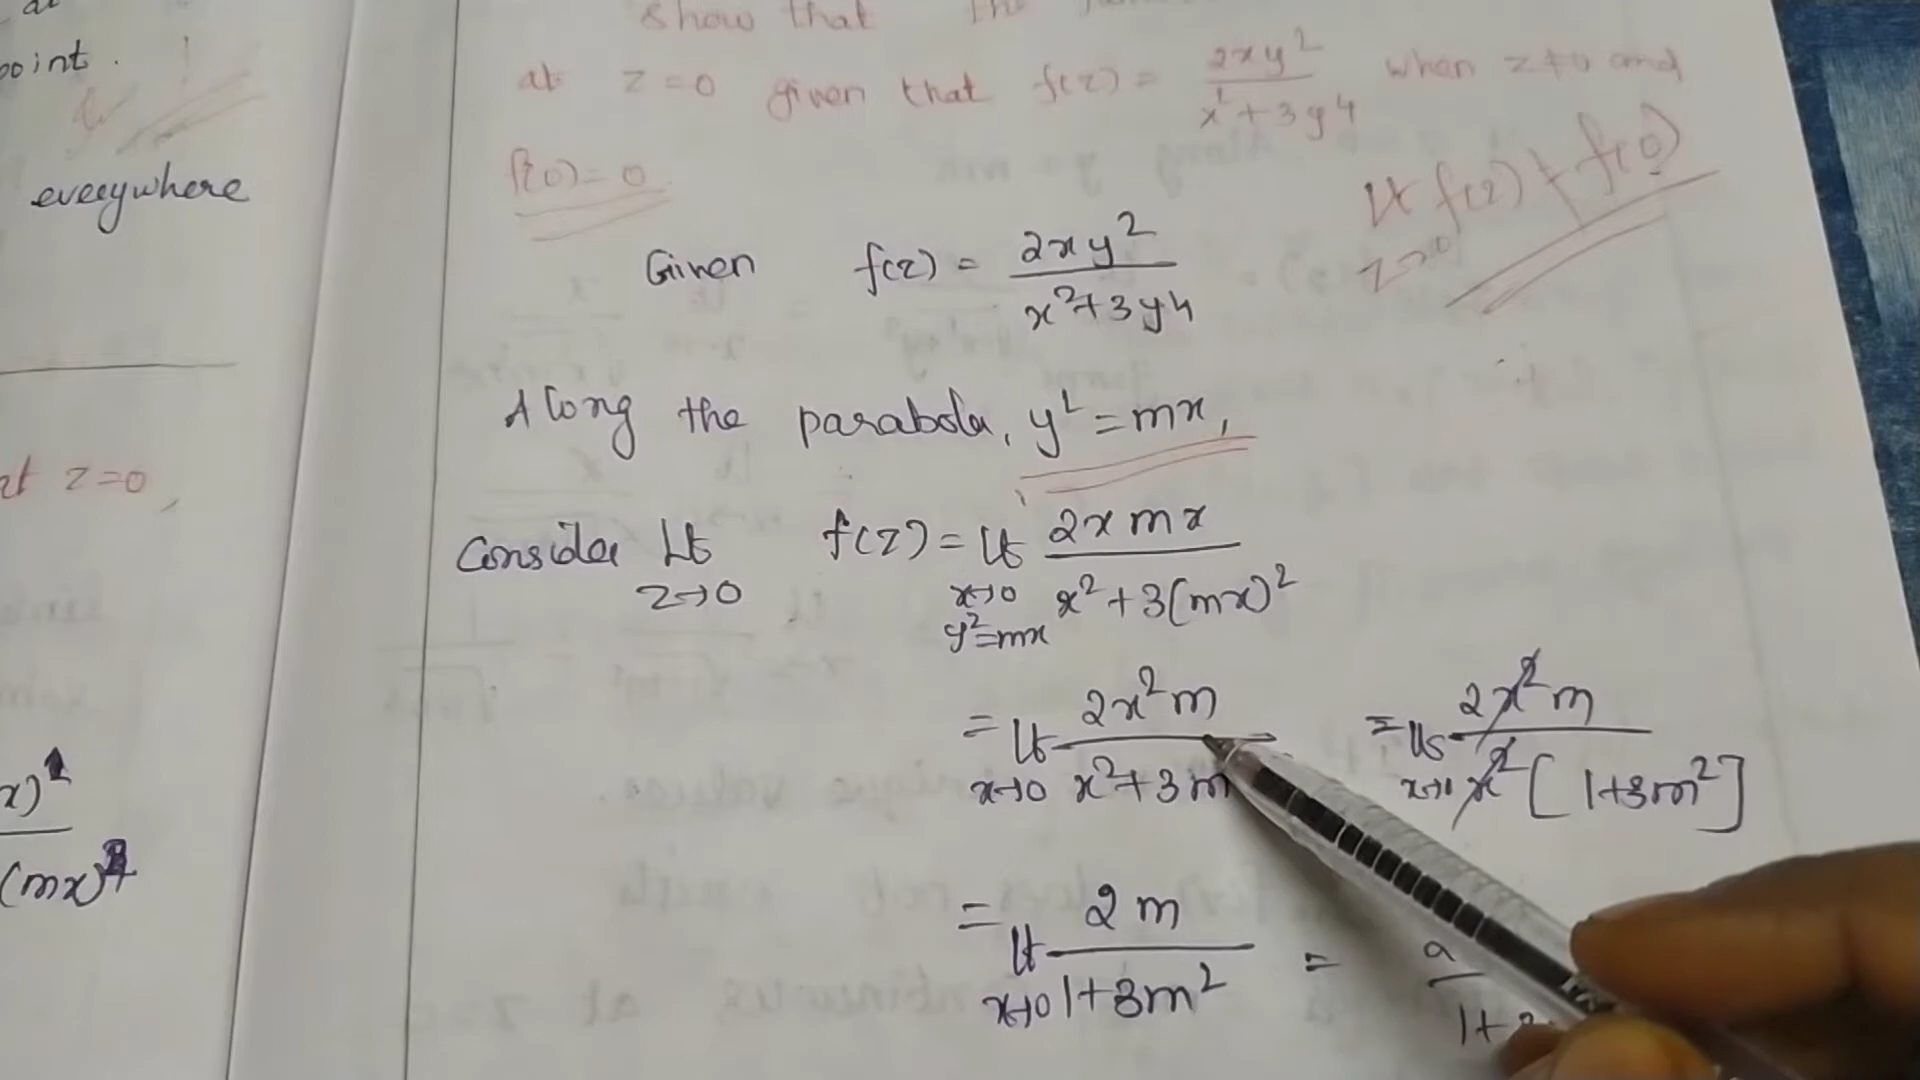 point.
everywhere
at z=0,
(mx)4
show that the
at z=0 given that f(z) = 2xy² / x²+3y4 when z≠0 and
f(0)=0
Lt z→0 f(z) ≠ f(0)
Given f(z) = 2xy² / x²+3y4
Along the parabola, y²=mx,
Consider Lt z→0 f(z) = Lt x→0 y²=mx 2x mx / x²+3(mx)²
= Lt x→0 2x²m / x²+3m = Lt x→0 2x²m / x²[1+3m²]
= Lt x→0 2m / 1+3m² =